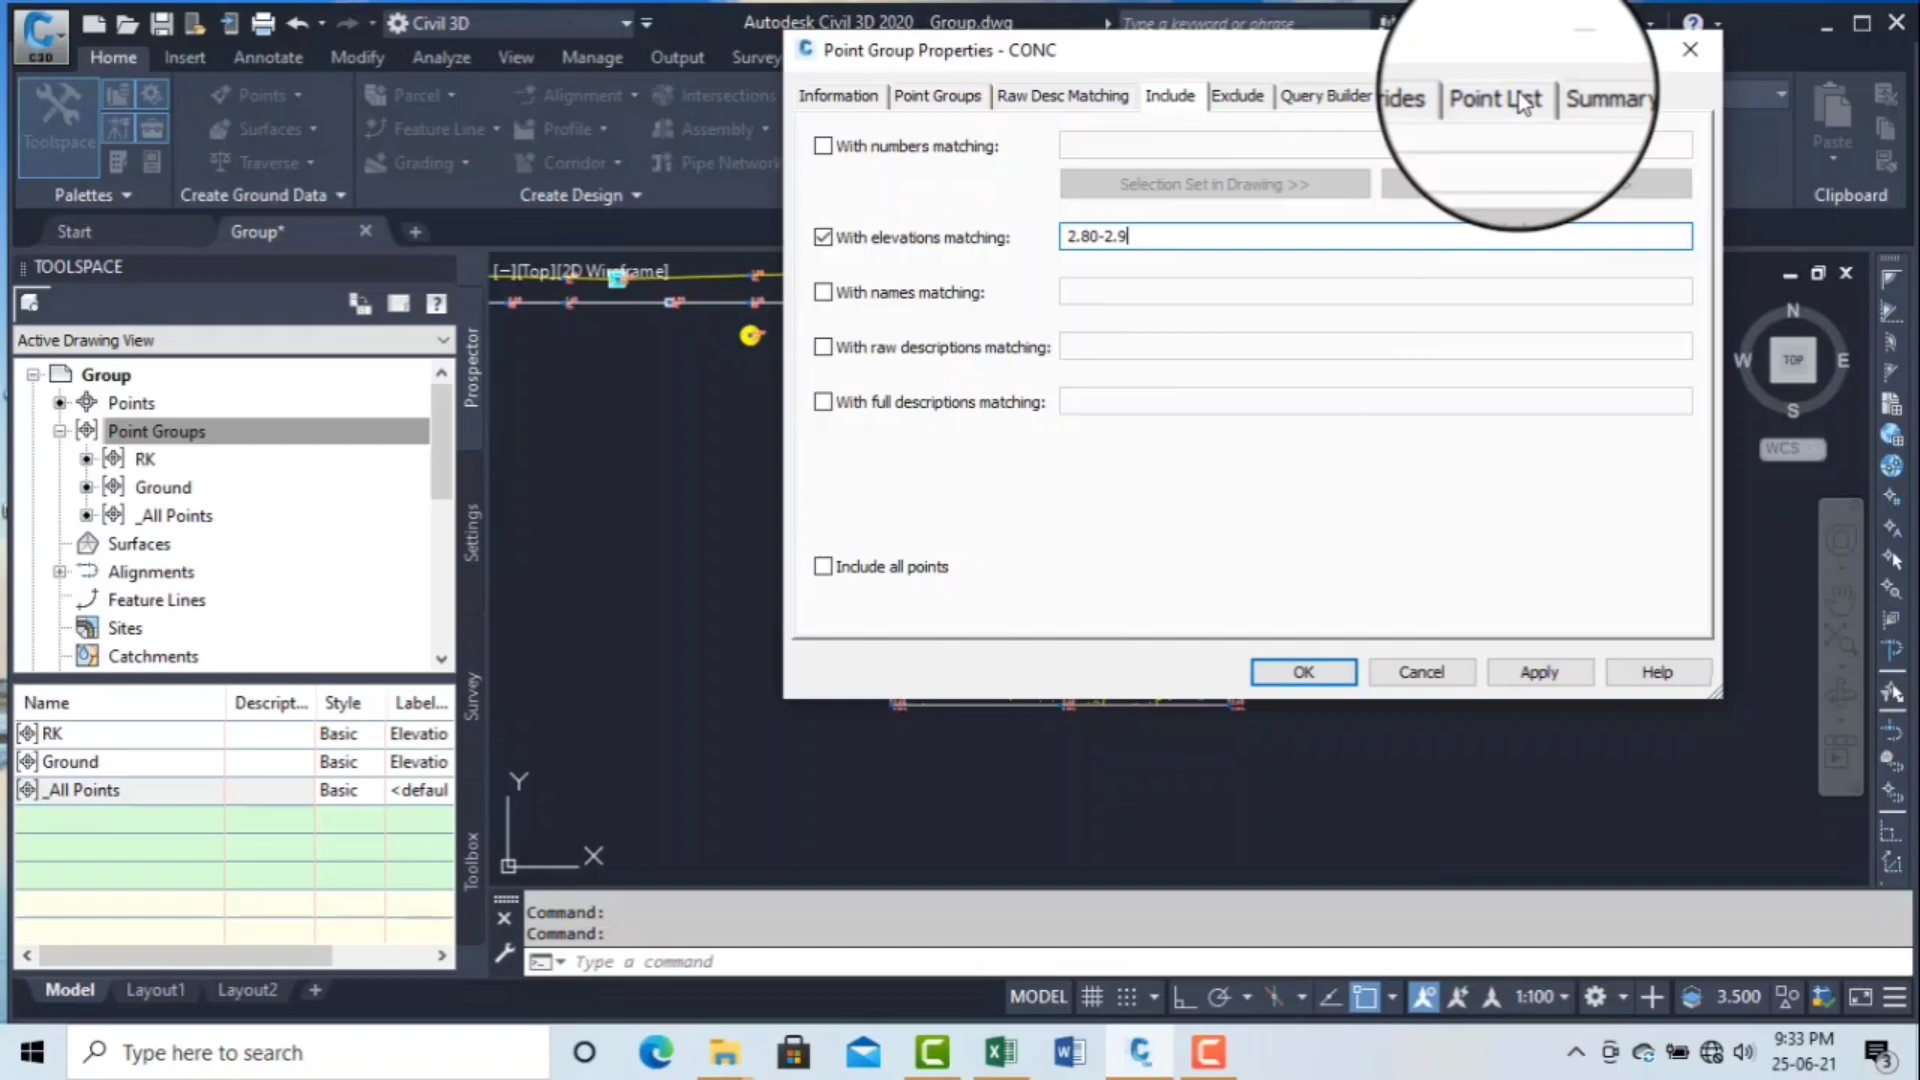 C3D
Civil 3D
Autodesk Civil 3D 2020 Group.dwg
Type a keyword or phrase
Home Insert Annotate Modify Analyze View Manage Output Survey
Toolspace
Points
Surfaces
Traverse
Parcel
Feature Line
Grading
Alignment
Profile
Corridor
Intersections
Assembly
Pipe Network
Paste
Palettes Create Ground Data Create Design Clipboard
Start Group*
Point Group Properties - CONC
Information Point Groups Raw Desc Matching Include Exclude Query Builder rides Point List Summary
With numbers matching:
Selection Set in Drawing >>
With elevations matching: 2.80-2.9
With names matching:
With raw descriptions matching:
With full descriptions matching:
Include all points
OK Cancel Apply Help
TOOLSPACE
Active Drawing View
Group
Points
Point Groups
RK
Ground
_All Points
Surfaces
Alignments
Feature Lines
Sites
Catchments
Name Descript... Style Label...
RK Basic Elevatio
Ground Basic Elevatio
_All Points Basic <defaul
Prospector
Settings
Survey
Toolbox
[−][Top][2D Wireframe]
N
W TOP E
S
WCS
Y
X
Command:
Command:
Type a command
Model Layout1 Layout2
MODEL 1:100 3.500
Type here to search
9:33 PM
25-06-21
3